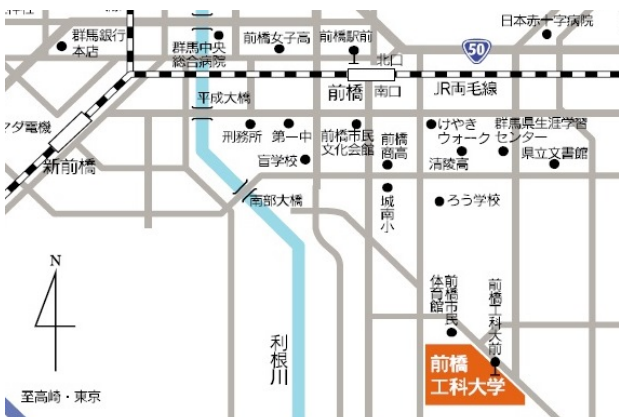 日本赤十字病院
群馬銀行
本店
群馬中央
総合病院
前橋女子高
前橋駅前
50
北口
前橋
南口
JR両毛線
平成大橋
マダ電機
新前橋
刑務所
第一中
前橋市民
文化会館
前橋
商高
けやき
ウォーク
群馬県生涯学習
センター
清陵高
県立文書館
盲学校
南部大橋
城南小
ろう学校
N
利根川
前橋市民
体育館
前橋工科大前
前橋
工科大学
至高崎・東京